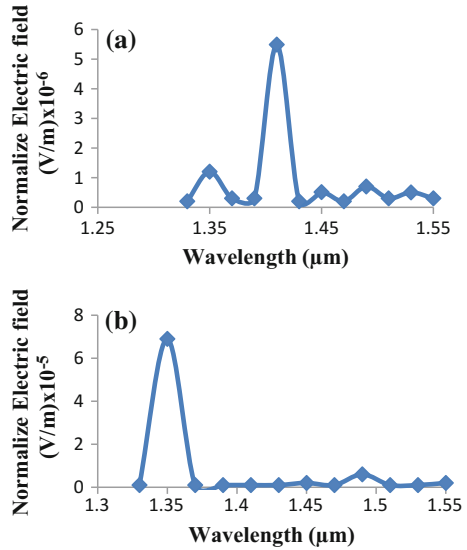 (a)
Normalize Electric field
(V/m)x10⁻⁶
6
5
4
3
2
1
0
1.25
1.35
1.45
1.55
Wavelength (µm)
(b)
Normalize Electric field
(V/m)x10⁻⁵
8
6
4
2
0
1.3
1.35
1.4
1.45
1.5
1.55
Wavelength (µm)